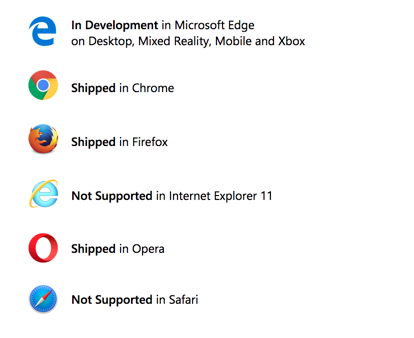 In Development in Microsoft Edge
on Desktop, Mixed Reality, Mobile and Xbox
Shipped in Chrome
Shipped in Firefox
Not Supported in Internet Explorer 11
Shipped in Opera
Not Supported in Safari